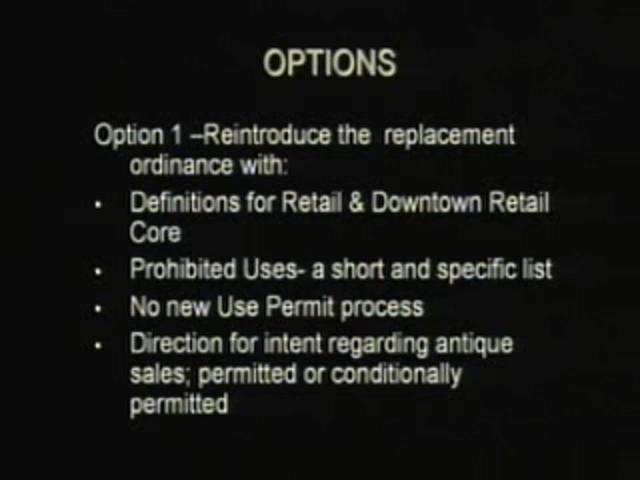 OPTIONS
Option 1 –Reintroduce the replacement
ordinance with:
• Definitions for Retail & Downtown Retail
Core
• Prohibited Uses- a short and specific list
• No new Use Permit process
• Direction for intent regarding antique
sales; permitted or conditionally
permitted